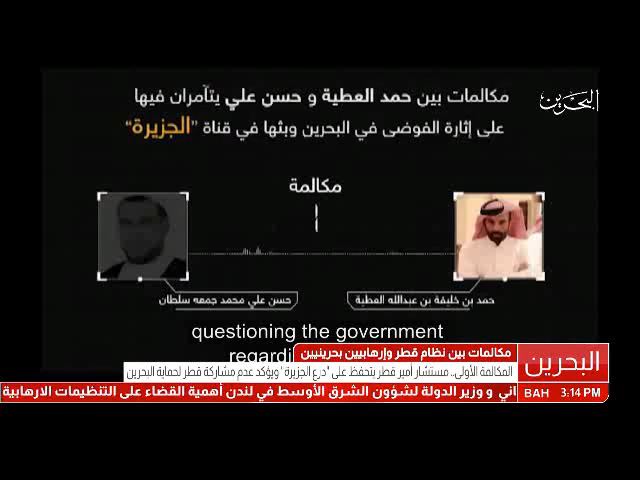 مكالمات بين حمد العطية و حسن علي يتآمران فيها
على إثارة الفوضى في البحرين وبثها في قناة "الجزيرة"
البحرين
مكالمة
1
حمد بن خليفة بن عبدالله العطية
حسن علي محمد جمعه سلطان
questioning the government
regardi
مكالمات بين نظام قطر وإرهابيين بحرينيين
المكالمة الأولى.. مستشار أمير قطر يتحفظ على "درع الجزيرة" ويؤكد عدم مشاركة قطر لحماية البحرين
البحرين
اني و وزير الدولة لشؤون الشرق الأوسط في لندن أهمية القضاء على التنظيمات الارهابية
BAH 3:14 PM